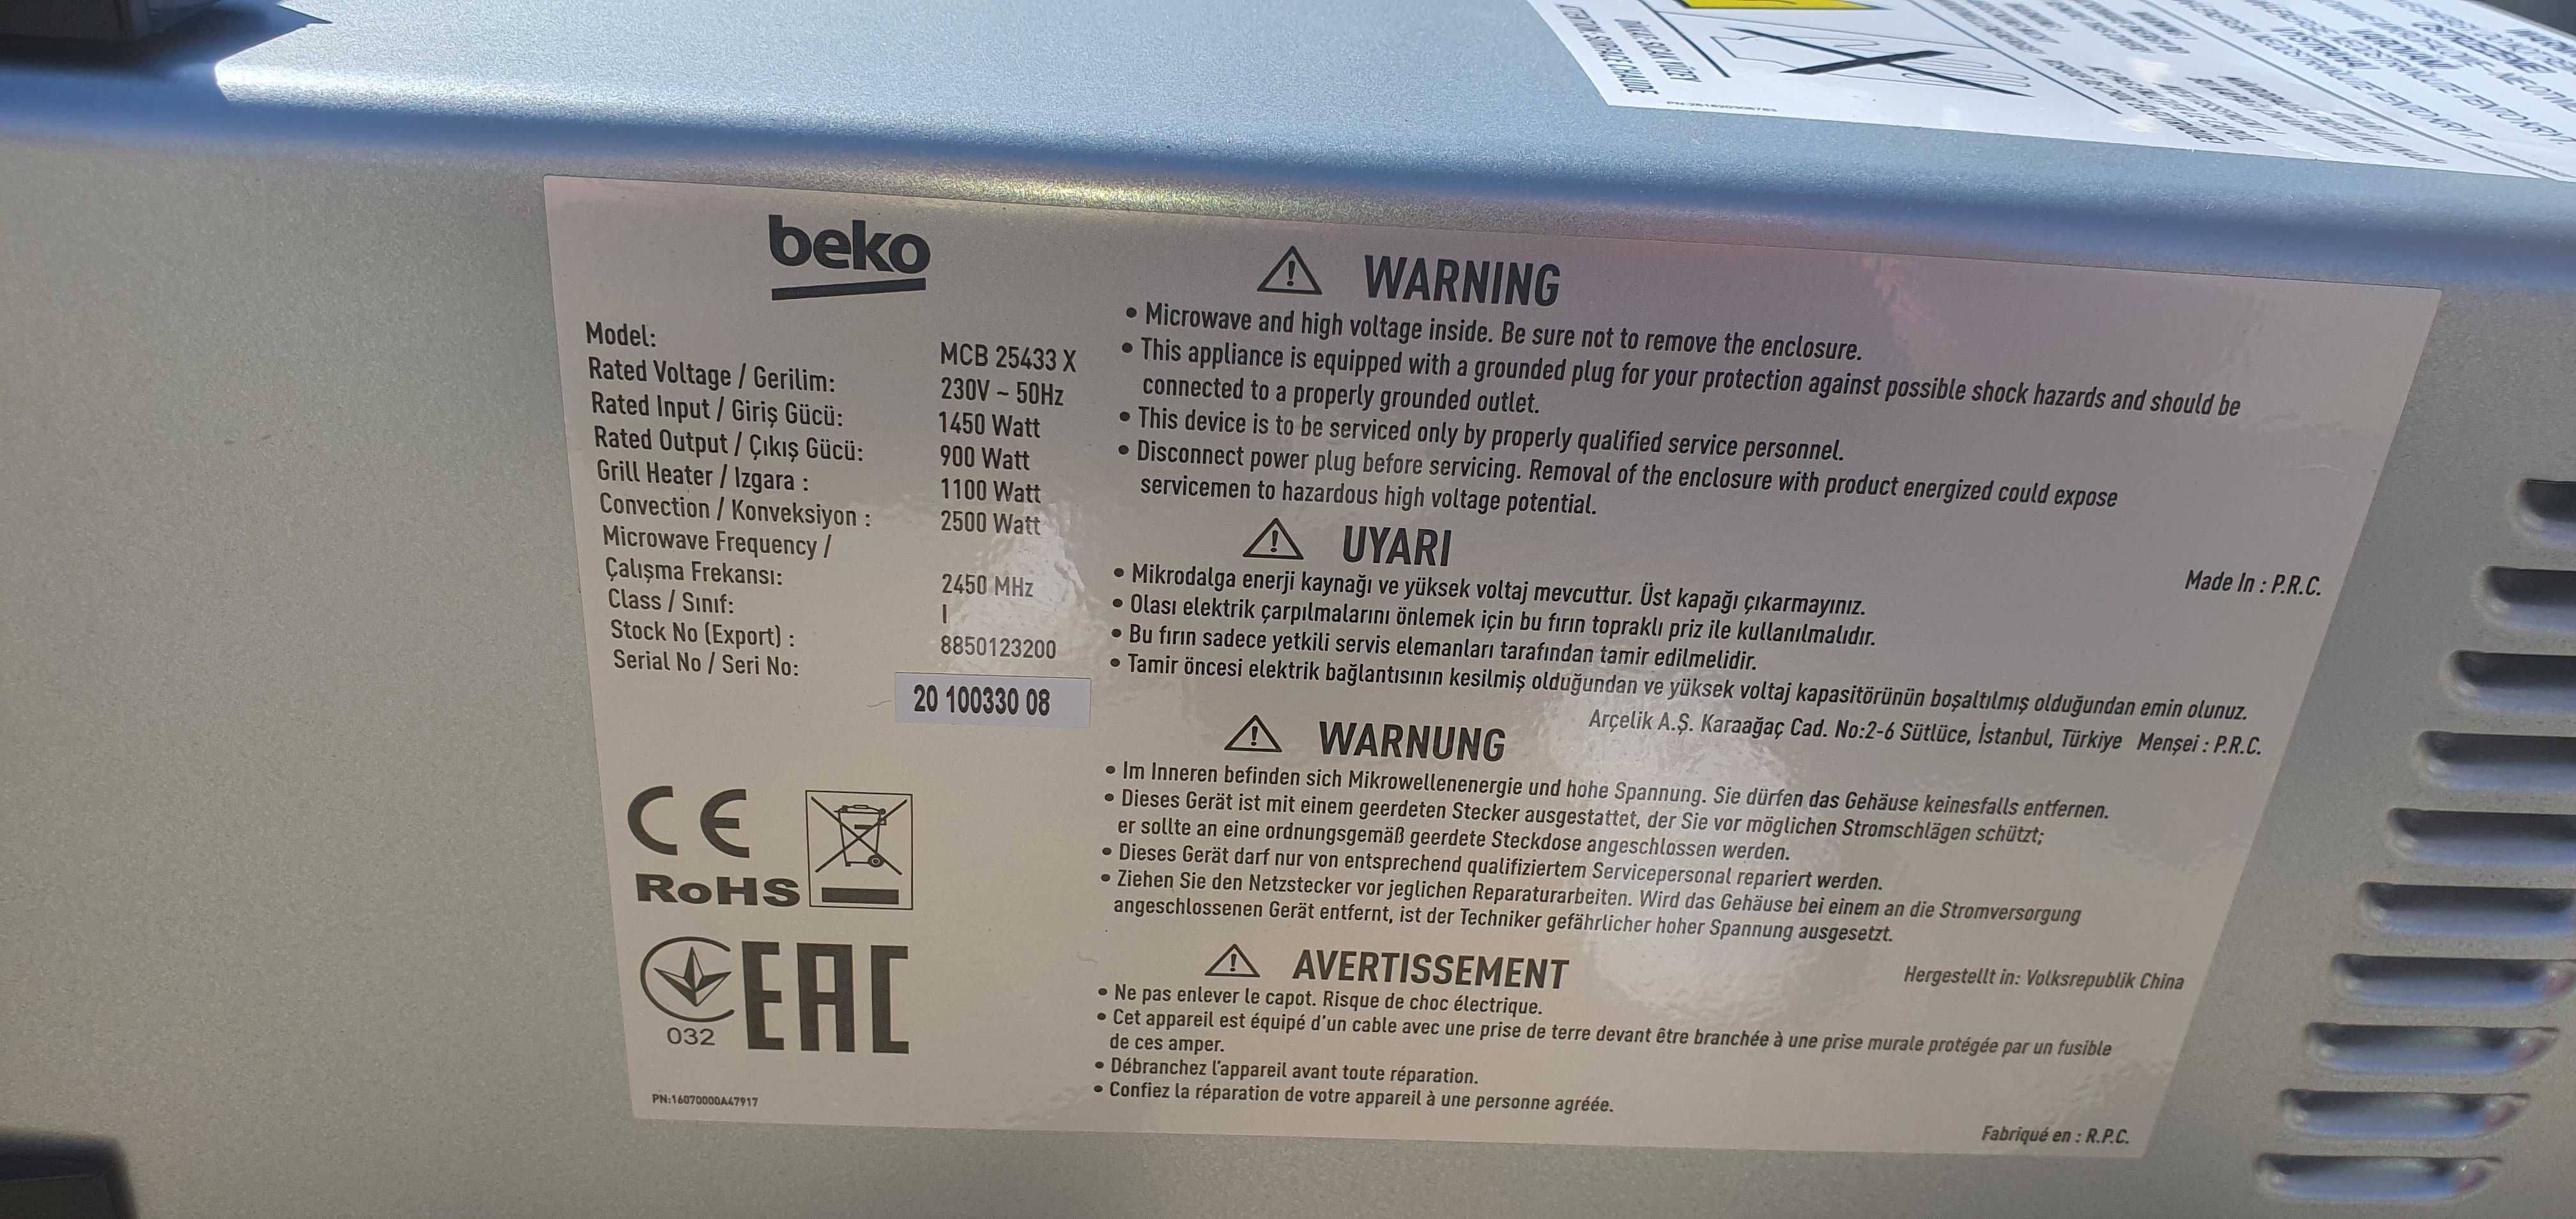 DİKKAT SICAK YÜZEY
ATTENTION, SURFACE CHAUDE
beko
Model: MCB 25433 X
Rated Voltage / Gerilim: 230V ~ 50Hz
Rated Input / Giriş Gücü: 1450 Watt
Rated Output / Çıkış Gücü: 900 Watt
Grill Heater / Izgara : 1100 Watt
Convection / Konveksiyon : 2500 Watt
Microwave Frequency /
Çalışma Frekansı: 2450 MHz
Class / Sınıf: I
Stock No (Export) : 8850123200
Serial No / Seri No:
20 100330 08
CE
RoHS
032
EAC
PN:16070000A47917
WARNING
• Microwave and high voltage inside. Be sure not to remove the enclosure.
• This appliance is equipped with a grounded plug for your protection against possible shock hazards and should be
connected to a properly grounded outlet.
• This device is to be serviced only by properly qualified service personnel.
• Disconnect power plug before servicing. Removal of the enclosure with product energized could expose
servicemen to hazardous high voltage potential.
Made In : P.R.C.
UYARI
• Mikrodalga enerji kaynağı ve yüksek voltaj mevcuttur. Üst kapağı çıkarmayınız.
• Olası elektrik çarpılmalarını önlemek için bu fırın topraklı priz ile kullanılmalıdır.
• Bu fırın sadece yetkili servis elemanları tarafından tamir edilmelidir.
• Tamir öncesi elektrik bağlantısının kesilmiş olduğundan ve yüksek voltaj kapasitörünün boşaltılmış olduğundan emin olunuz.
Arçelik A.Ş. Karaağaç Cad. No:2-6 Sütlüce, İstanbul, Türkiye Menşei : P.R.C.
WARNUNG
• Im Inneren befinden sich Mikrowellenenergie und hohe Spannung. Sie dürfen das Gehäuse keinesfalls entfernen.
• Dieses Gerät ist mit einem geerdeten Stecker ausgestattet, der Sie vor möglichen Stromschlägen schützt;
er sollte an eine ordnungsgemäß geerdete Steckdose angeschlossen werden.
• Dieses Gerät darf nur von entsprechend qualifiziertem Servicepersonal repariert werden.
• Ziehen Sie den Netzstecker vor jeglichen Reparaturarbeiten. Wird das Gehäuse bei einem an die Stromversorgung
angeschlossenen Gerät entfernt, ist der Techniker gefährlicher hoher Spannung ausgesetzt.
Hergestellt in: Volksrepublik China
AVERTISSEMENT
• Ne pas enlever le capot. Risque de choc électrique.
• Cet appareil est équipé d'un cable avec une prise de terre devant être branchée à une prise murale protégée par un fusible
de ces amper.
• Débranchez l'appareil avant toute réparation.
• Confiez la réparation de votre appareil à une personne agréée.
Fabriqué en : R.P.C.